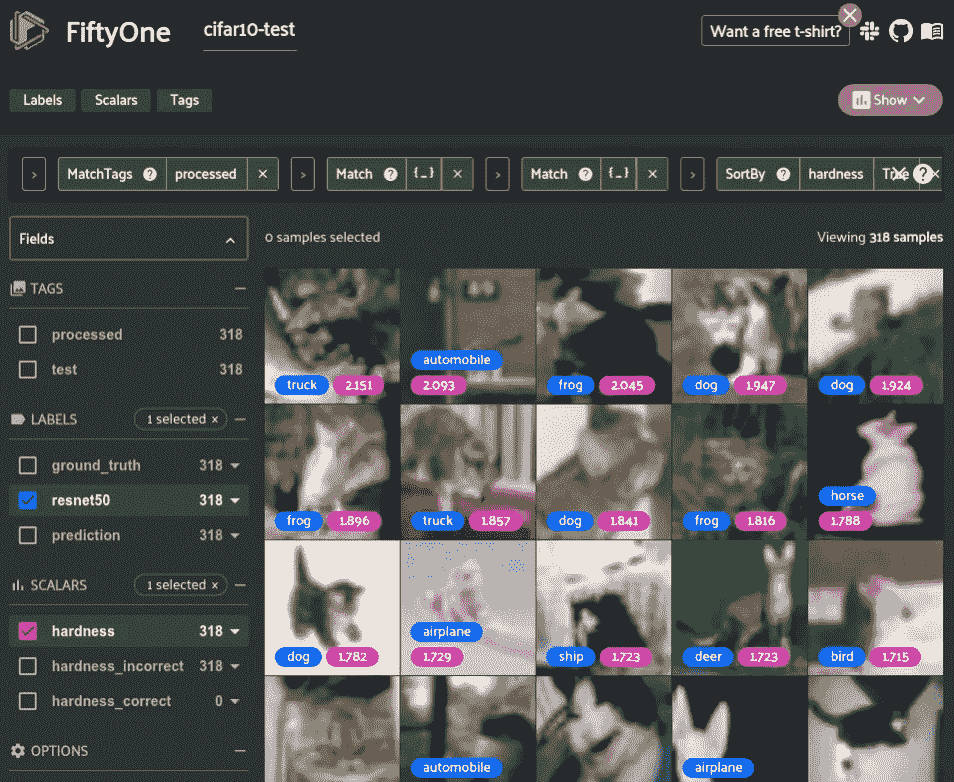 FiftyOne
cifar10-test
Want a free t-shirt?
Labels Scalars Tags
Show
MatchTags ? processed × > Match ? {_} × > Match ? {_} × > SortBy ? hardness
Fields
0 samples selected
Viewing 318 samples
TAGS
processed 318
test 318
LABELS 1 selected ×
ground_truth 318
resnet50 318
prediction 318
SCALARS 1 selected ×
hardness 318
hardness_incorrect 318
hardness_correct 0
OPTIONS
truck 2.151
automobile
2.093
frog 2.045
dog 1.947
dog 1.924
frog 1.896
truck 1.857
dog 1.841
frog 1.816
horse
1.788
dog 1.782
airplane
1.729
ship 1.723
deer 1.723
bird 1.715
automobile
airplane